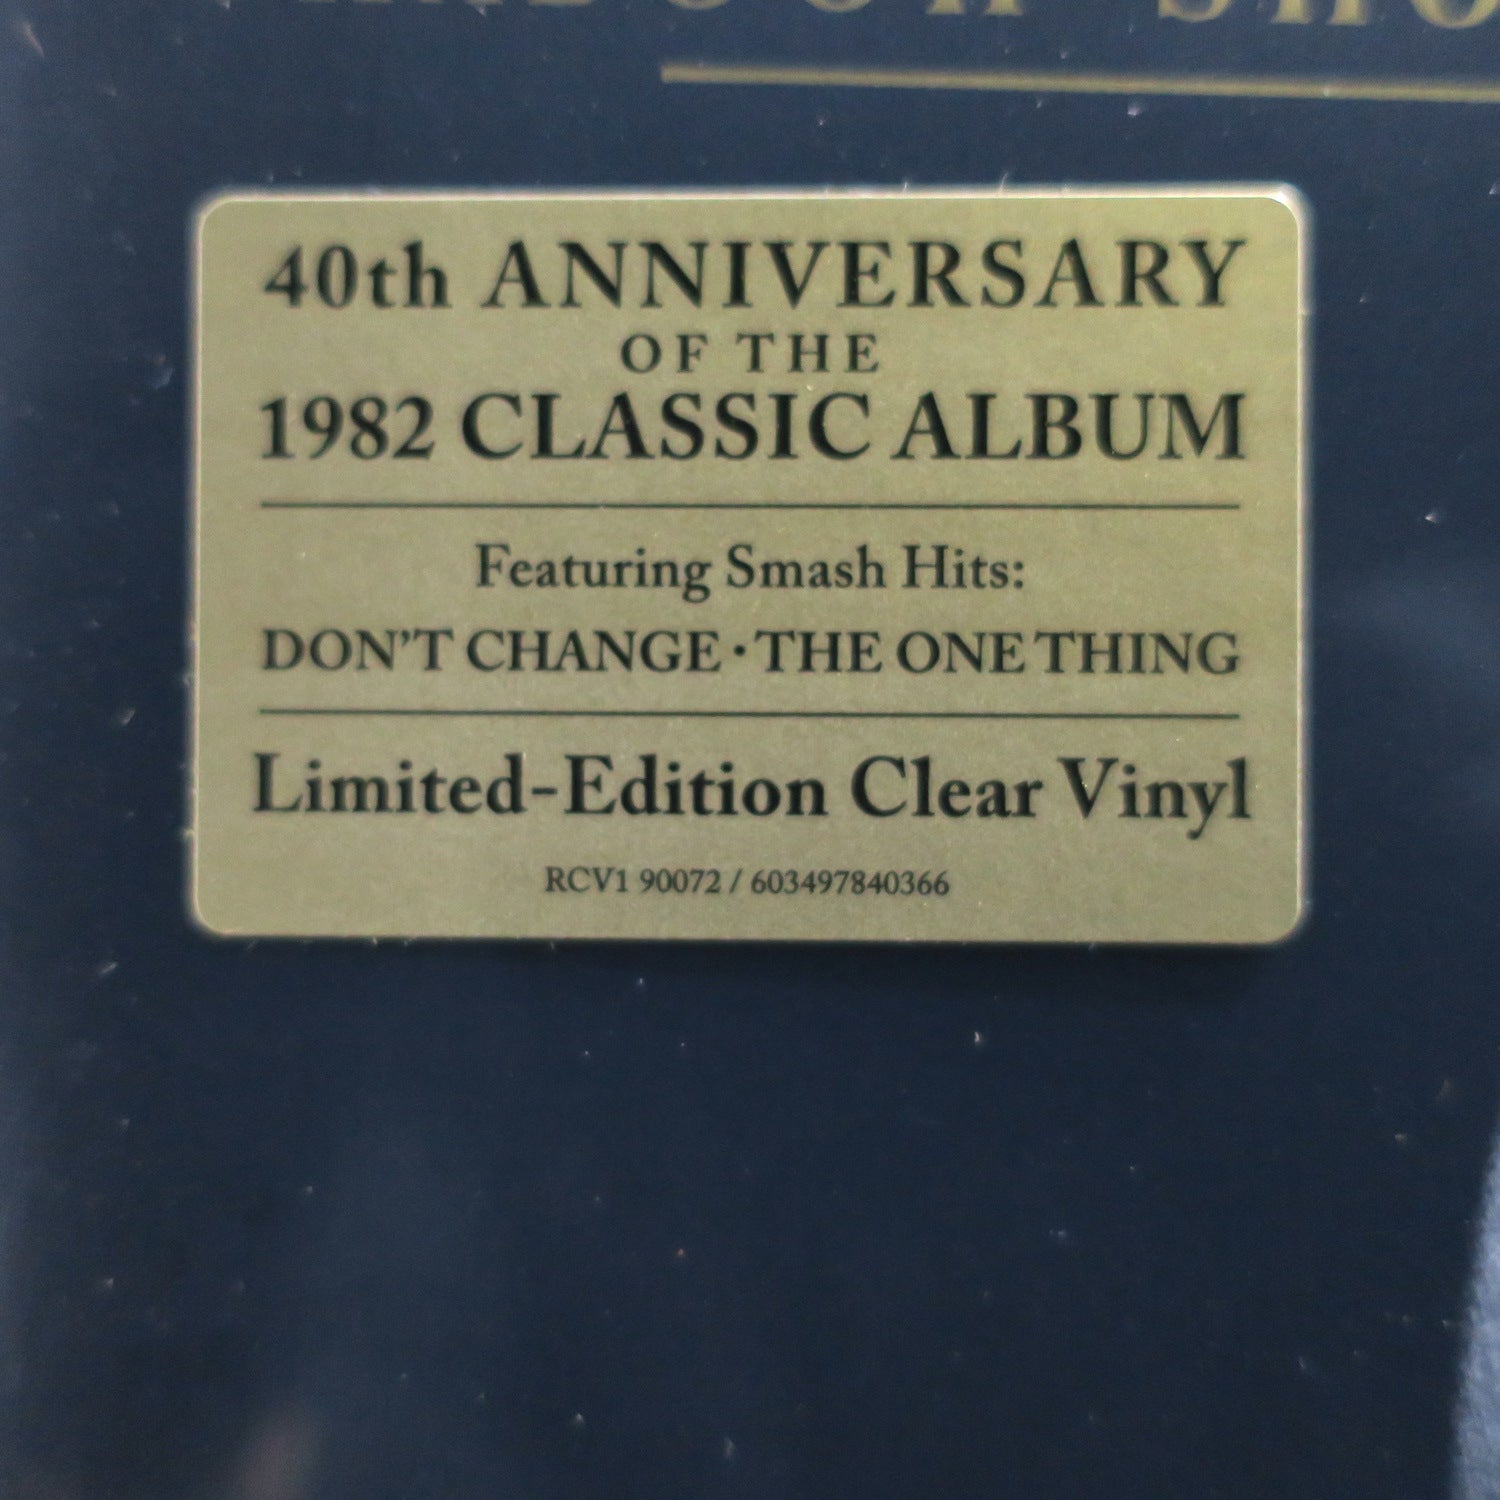 40th ANNIVERSARY
OF THE
1982 CLASSIC ALBUM
Featuring Smash Hits:
DON'T CHANGE · THE ONE THING
Limited-Edition Clear Vinyl
RCV1 90072 / 603497840366